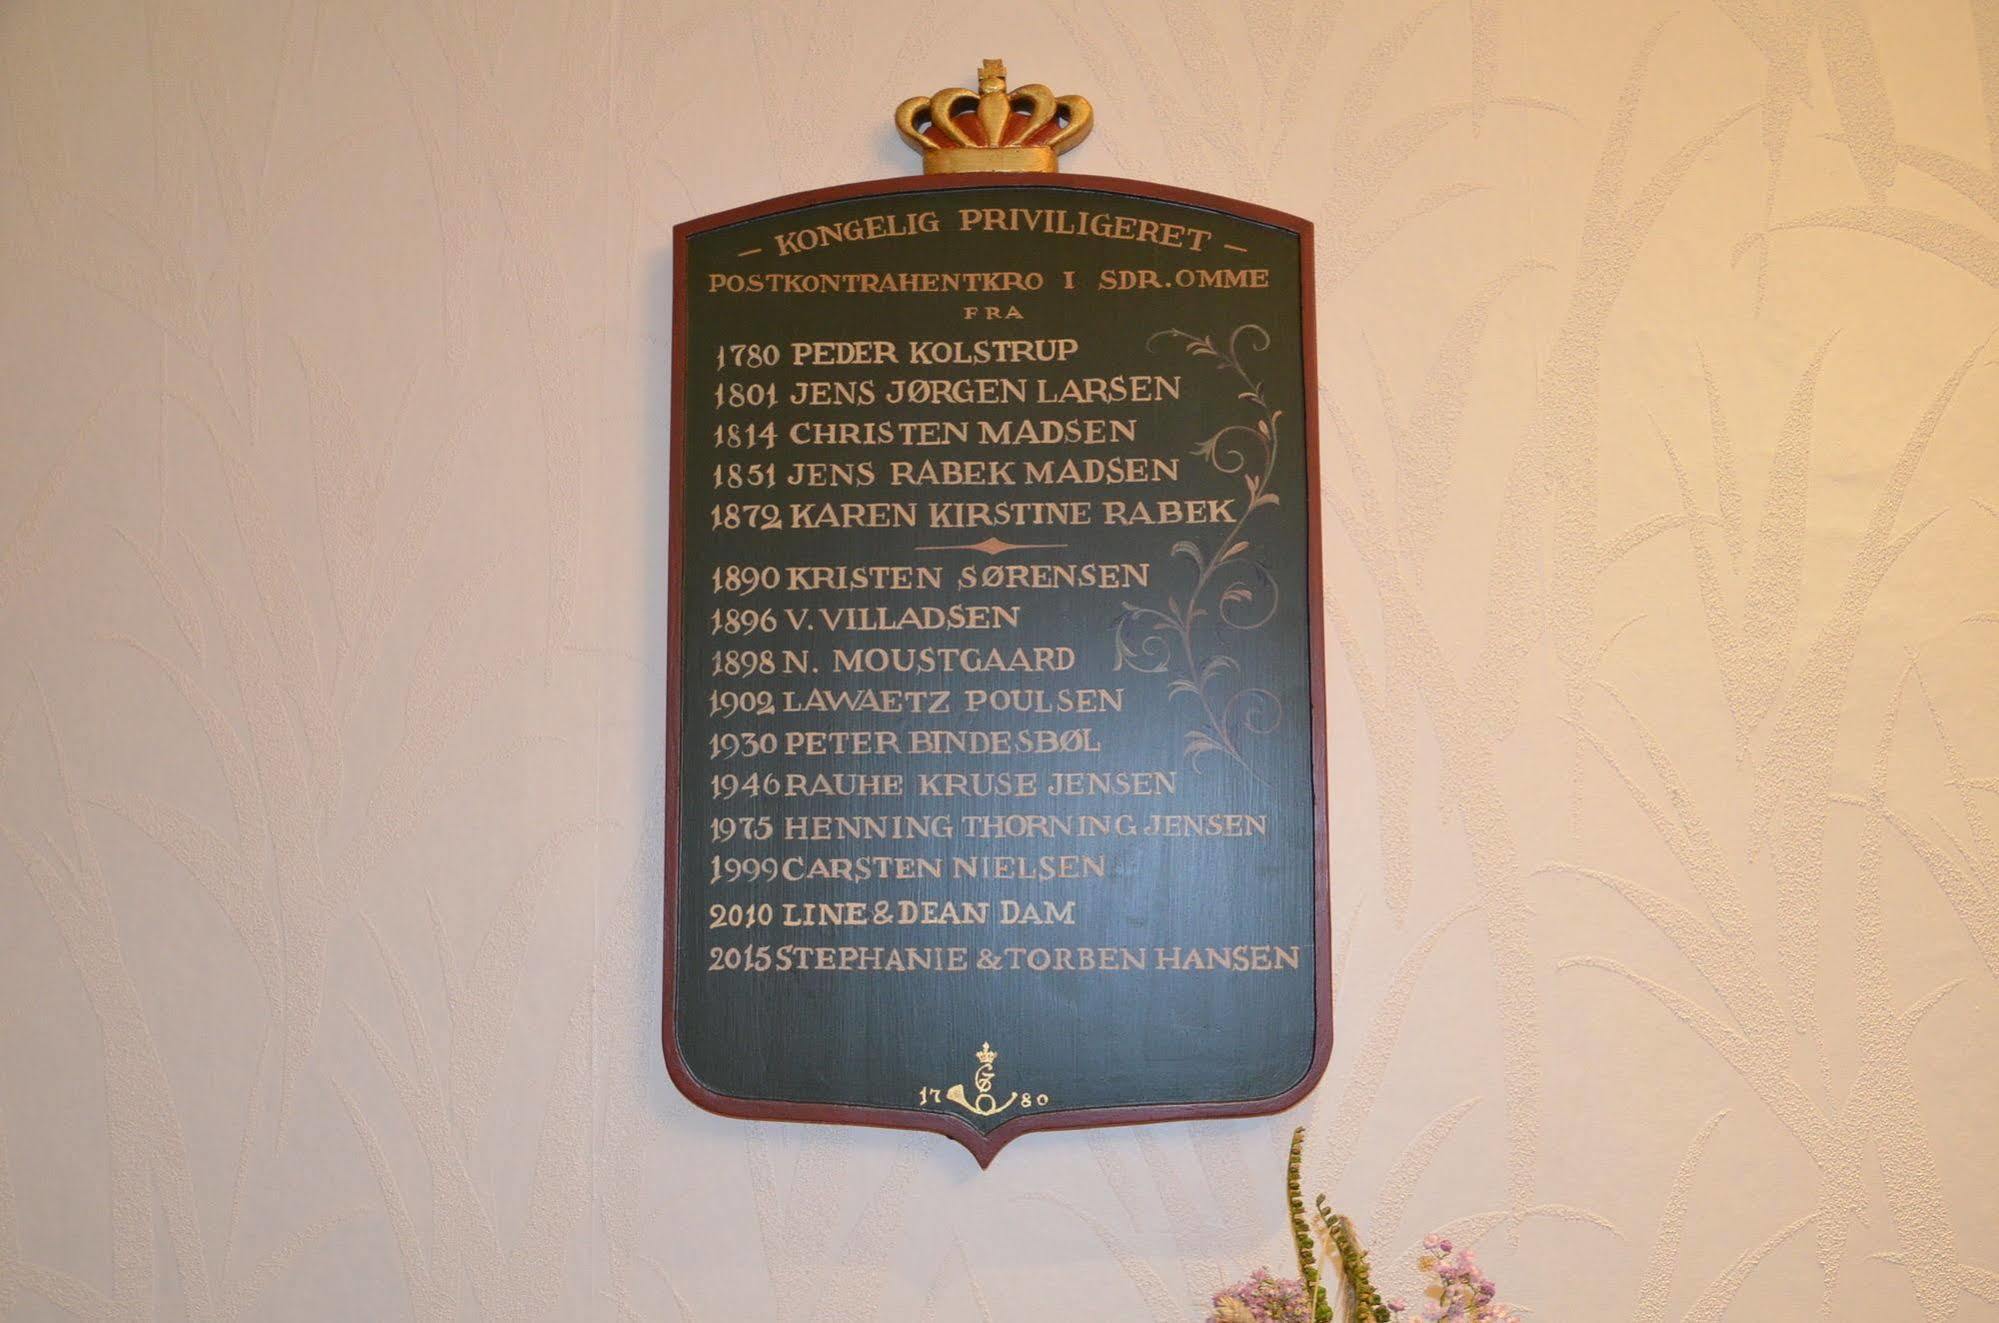 – KONGELIG PRIVILIGERET –
POSTKONTRAHENTKRO I SDR. OMME
FRA
1780 PEDER KOLSTRUP
1801 JENS JØRGEN LARSEN
1814 CHRISTEN MADSEN
1851 JENS RABEK MADSEN
1872 KAREN KIRSTINE RABEK
1890 KRISTEN SØRENSEN
1896 V. VILLADSEN
1898 N. MOUSTGAARD
1902 LAWAETZ POULSEN
1930 PETER BINDESBØL
1946 RAUHE KRUSE JENSEN
1975 HENNING THORNING JENSEN
1999 CARSTEN NIELSEN
2010 LINE & DEAN DAM
2015 STEPHANIE & TORBEN HANSEN
17 80